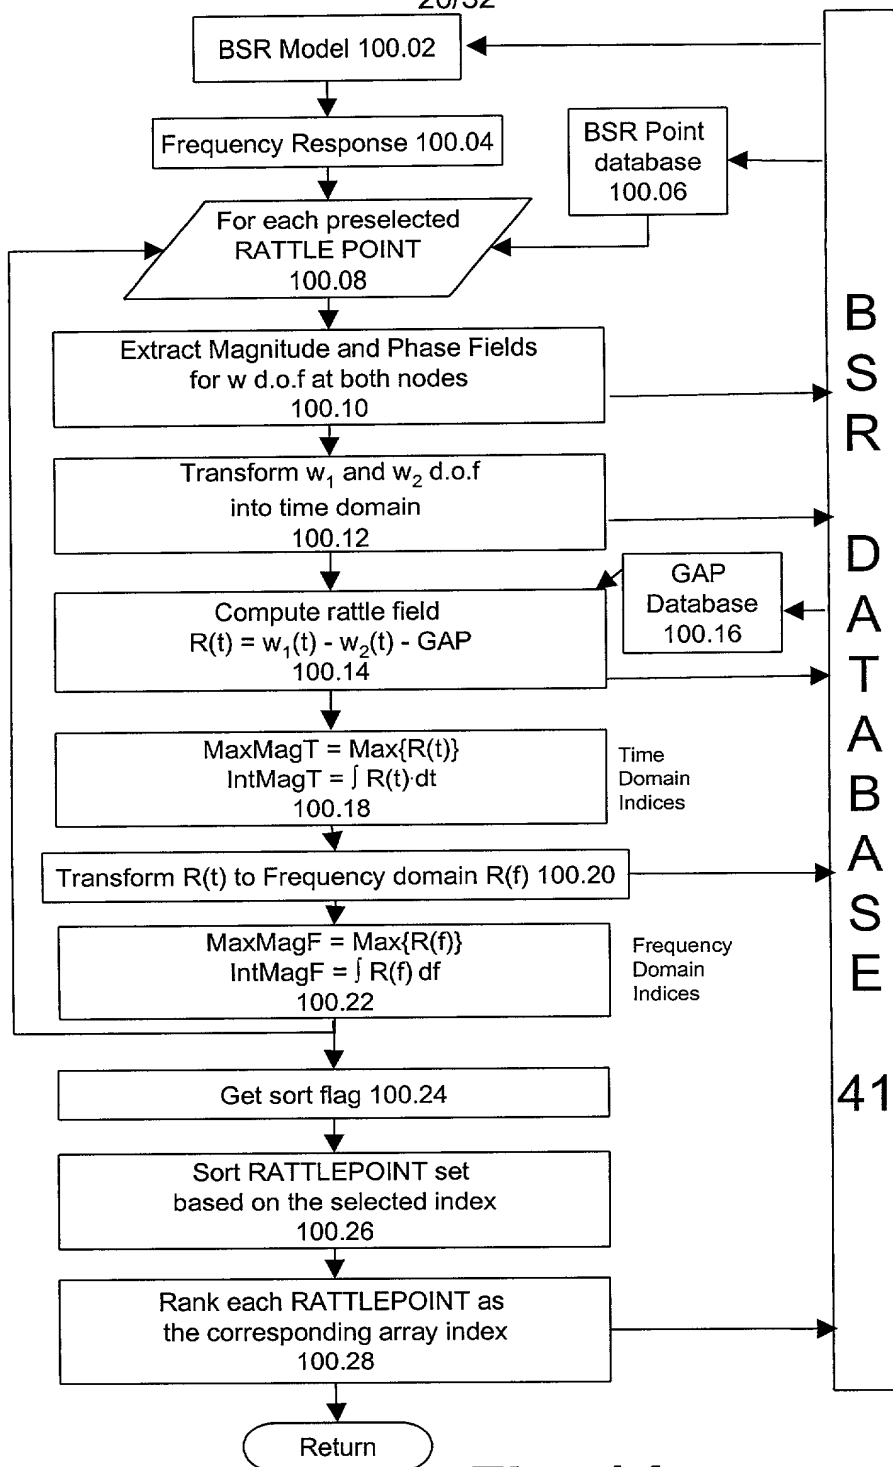 20/32
BSR Model 100.02
Frequency Response 100.04
BSR Point
database
100.06
For each preselected
RATTLE POINT
100.08
Extract Magnitude and Phase Fields
for w d.o.f at both nodes
100.10
Transform w₁ and w₂ d.o.f
into time domain
100.12
GAP
Database
100.16
Compute rattle field
R(t) = w₁(t) - w₂(t) - GAP
100.14
MaxMagT = Max{R(t)}
IntMagT = ∫ R(t)·dt
100.18
Time
Domain
Indices
Transform R(t) to Frequency domain R(f) 100.20
MaxMagF = Max{R(f)}
IntMagF = ∫ R(f) df
100.22
Frequency
Domain
Indices
Get sort flag 100.24
Sort RATTLEPOINT set
based on the selected index
100.26
Rank each RATTLEPOINT as
the corresponding array index
100.28
Return
BSR DATABASE
41